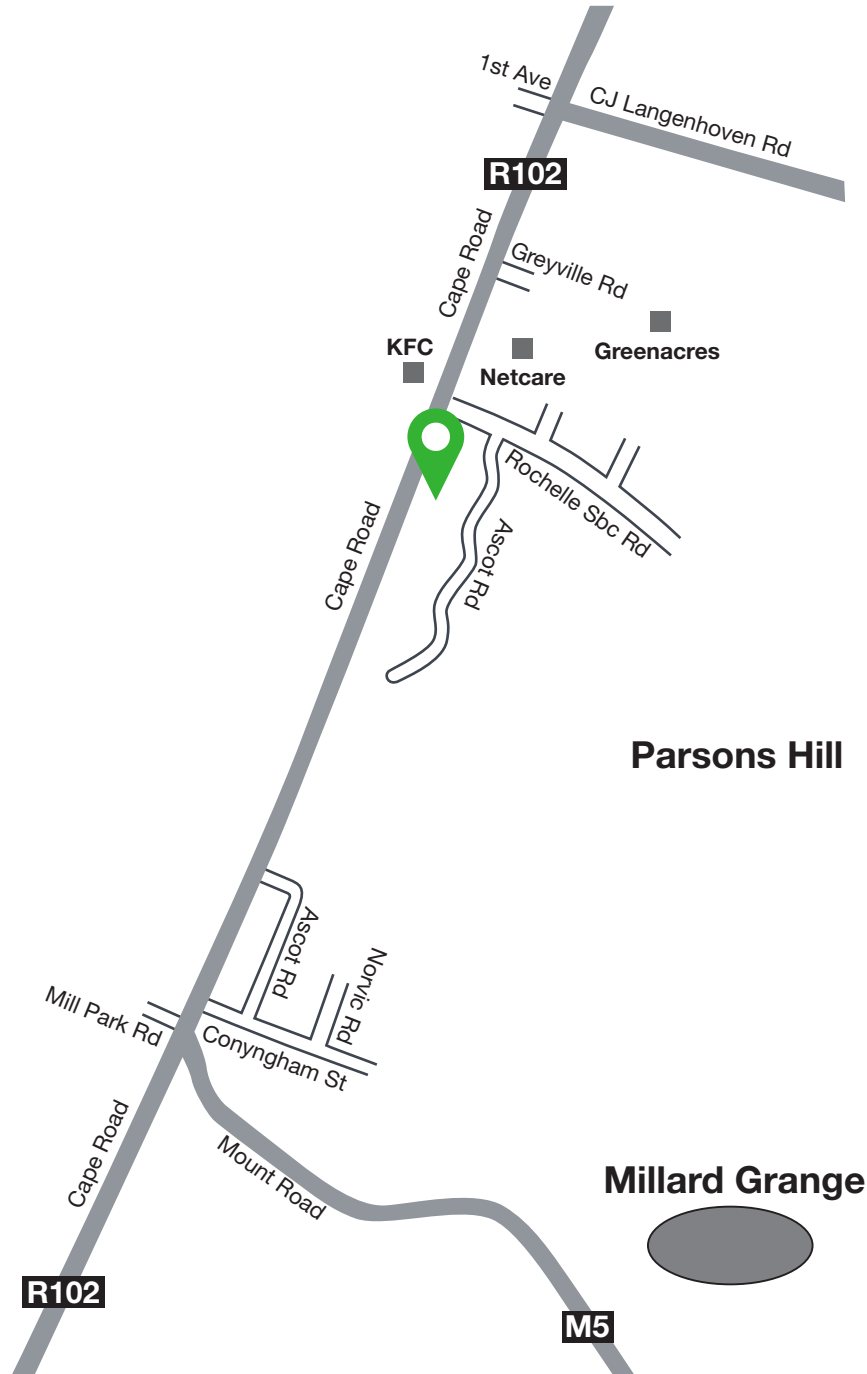 1st Ave
CJ Langenhoven Rd
R102
Cape Road
Greyville Rd
KFC
Netcare
Greenacres
Rochelle Sbc Rd
Cape Road
Ascot Rd
Parsons Hill
Ascot Rd
Norvic Rd
Mill Park Rd
Conyngham St
Cape Road
Mount Road
Millard Grange
R102
M5